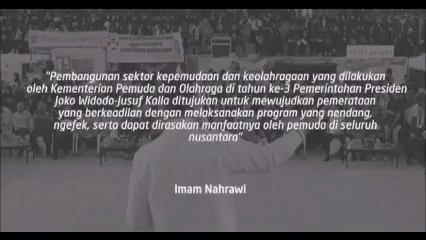 "Pembangunan sektor kepemudaan dan keolahragaan yang dilakukan
oleh Kementerian Pemuda dan Olahraga di tahun ke-3 Pemerintahan Presiden
Joko Widodo-Jusuf Kalla ditujukan untuk mewujudkan pemerataan
yang berkeadilan dengan melaksanakan program yang nendang,
ngefek, serta dapat dirasakan manfaatnya oleh pemuda di seluruh
nusantara"
Imam Nahrawi